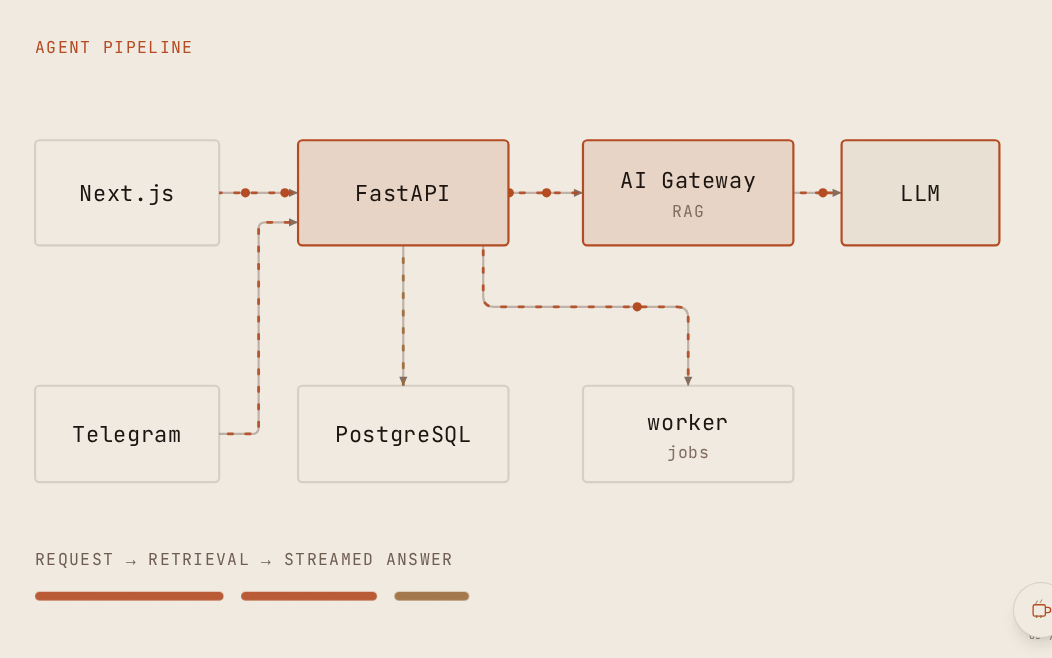 AGENT PIPELINE
Next.js
FastAPI
AI Gateway
RAG
LLM
Telegram
PostgreSQL
worker
jobs
REQUEST → RETRIEVAL → STREAMED ANSWER